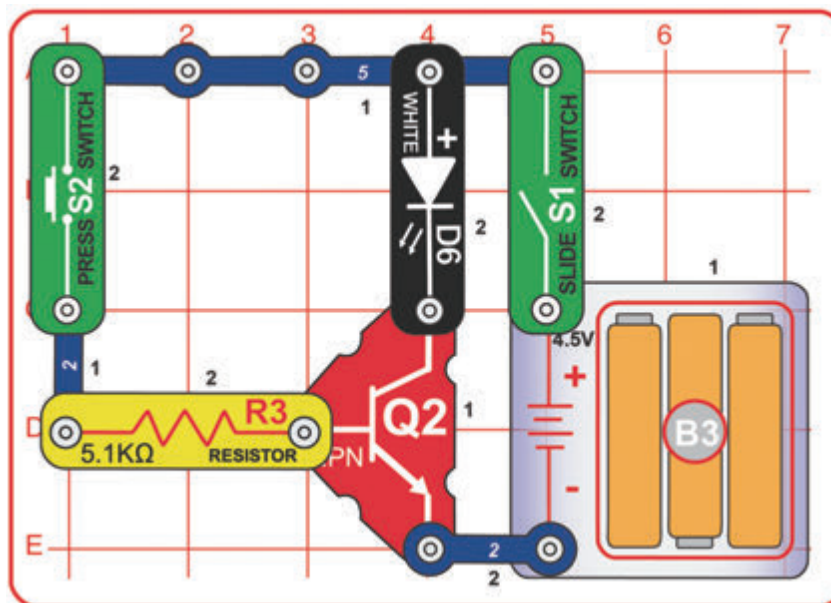 1 2 3 4 5 6 7
A
5
1
PRESS SWITCH
S2
2
WHITE
+
D6
2
SLIDE SWITCH
S1
2
1
C
4.5V
+
B3
-
2
1
2
D
R3
5.1KΩ
RESISTOR
Q2
1
E
2
2